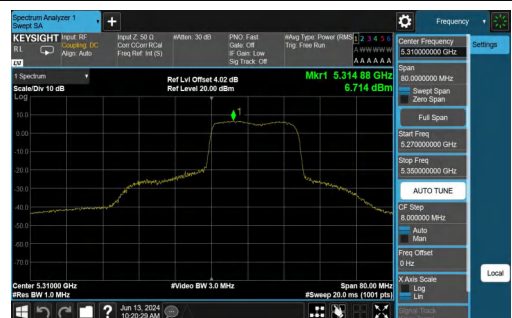 Spectrum Analyzer 1
Swept SA
Frequency
KEYSIGHT
R L
Input: RF
Coupling: DC
Align: Auto
Input Z: 50 Ω
Corr CCorr RCal
Freq Ref: Int (S)
#Atten: 30 dB
PNO: Fast
Gate: Off
IF Gain: Low
Sig Track: Off
#Avg Type: Power (RMS
Trig: Free Run
1 2 3 4 5 6
A W W W W W
A A A A A A
Center Frequency
5.310000000 GHz
Settings
Span
80.0000000 MHz
Swept Span
Zero Span
Full Span
Start Freq
5.270000000 GHz
Stop Freq
5.350000000 GHz
AUTO TUNE
CF Step
8.000000 MHz
Auto
Man
Freq Offset
0 Hz
X Axis Scale
Log
Lin
Signal Track
Local
1 Spectrum
Scale/Div 10 dB
Ref Lvl Offset 4.02 dB
Ref Level 20.00 dBm
Mkr1 5.314 88 GHz
6.714 dBm
Log
10.0
0.00
-10.0
-20.0
-30.0
-40.0
-50.0
-60.0
-70.0
1
Center 5.31000 GHz
#Res BW 1.0 MHz
#Video BW 3.0 MHz
Span 80.00 MHz
#Sweep 20.0 ms (1001 pts)
Jun 13, 2024
10:20:29 AM